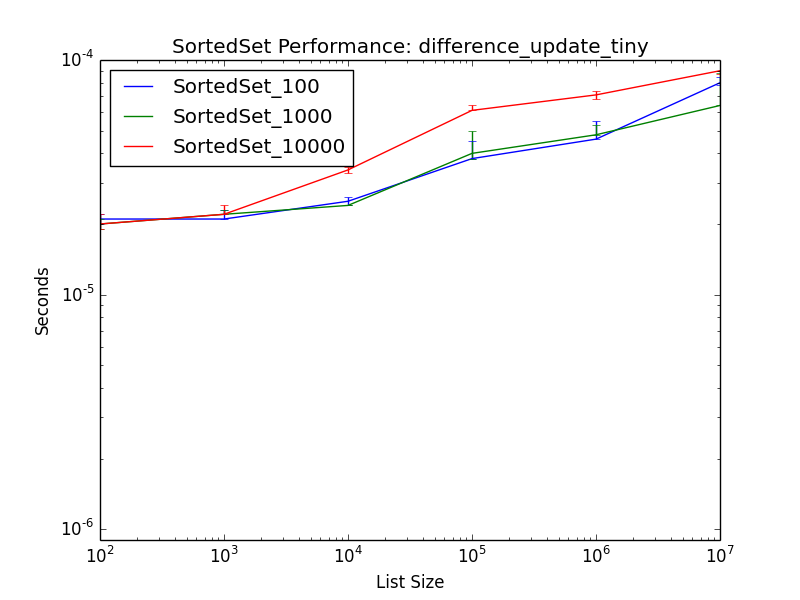 SortedSet Performance: difference_update_tiny
10^-4
SortedSet_100
SortedSet_1000
SortedSet_10000
10^-5
Seconds
10^-6
10^2 10^3 10^4 10^5 10^6 10^7
List Size